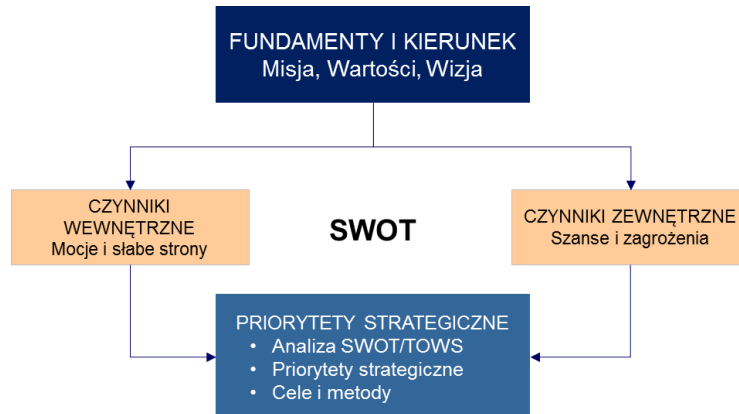 FUNDAMENTY I KIERUNEK
Misja, Wartości, Wizja
CZYNNIKI
WEWNĘTRZNE
Mocje i słabe strony
SWOT
CZYNNIKI ZEWNĘTRZNE
Szanse i zagrożenia
PRIORYTETY STRATEGICZNE
• Analiza SWOT/TOWS
• Priorytety strategiczne
• Cele i metody